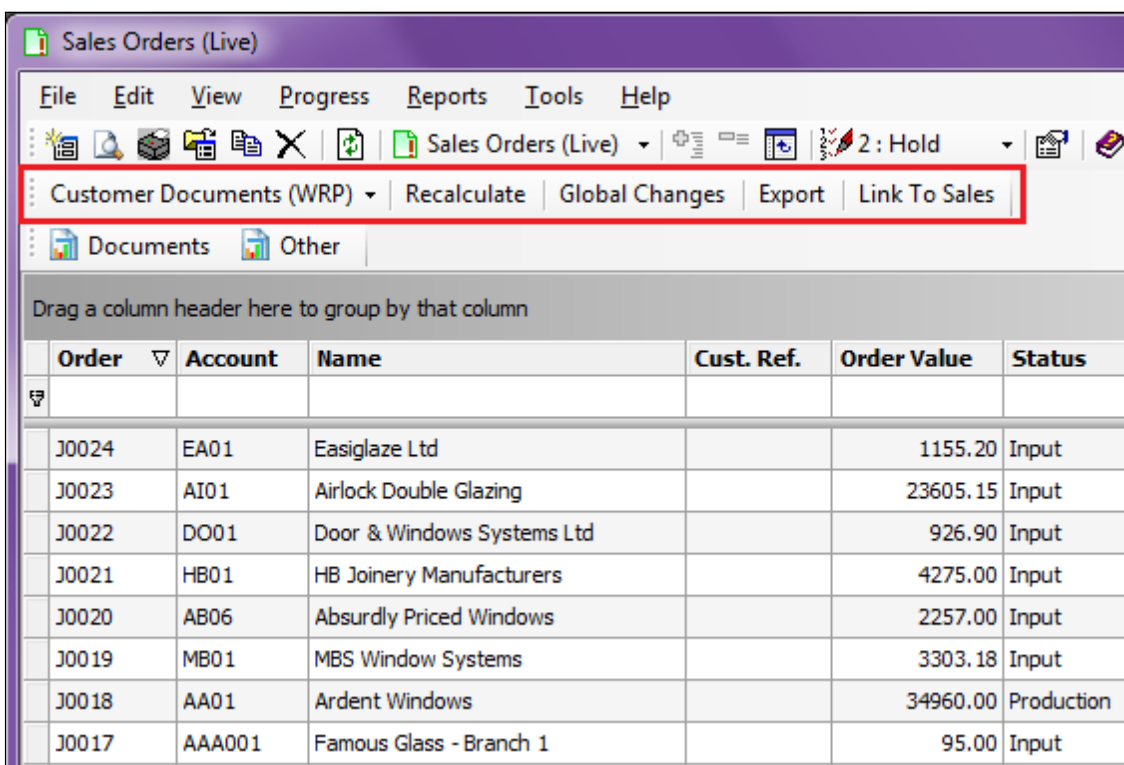 Sales Orders (Live)
File Edit View Progress Reports Tools Help
Sales Orders (Live) 2 : Hold
Customer Documents (WRP) Recalculate Global Changes Export Link To Sales
Documents Other
Drag a column header here to group by that column
Order Account Name Cust. Ref. Order Value Status
J0024 EA01 Easiglaze Ltd 1155.20 Input
J0023 AI01 Airlock Double Glazing 23605.15 Input
J0022 DO01 Door & Windows Systems Ltd 926.90 Input
J0021 HB01 HB Joinery Manufacturers 4275.00 Input
J0020 AB06 Absurdly Priced Windows 2257.00 Input
J0019 MB01 MBS Window Systems 3303.18 Input
J0018 AA01 Ardent Windows 34960.00 Production
J0017 AAA001 Famous Glass - Branch 1 95.00 Input